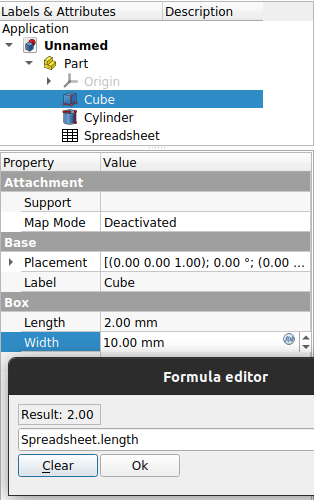 Labels & Attributes Description
Application
Unnamed
Part
Origin
Cube
Cylinder
Spreadsheet
Property Value
Attachment
Support
Map Mode Deactivated
Base
Placement [(0.00 0.00 1.00); 0.00 °; (0.00 ...
Label Cube
Box
Length 2.00 mm
Width 10.00 mm
Formula editor
Result: 2.00
Spreadsheet.length
Clear Ok